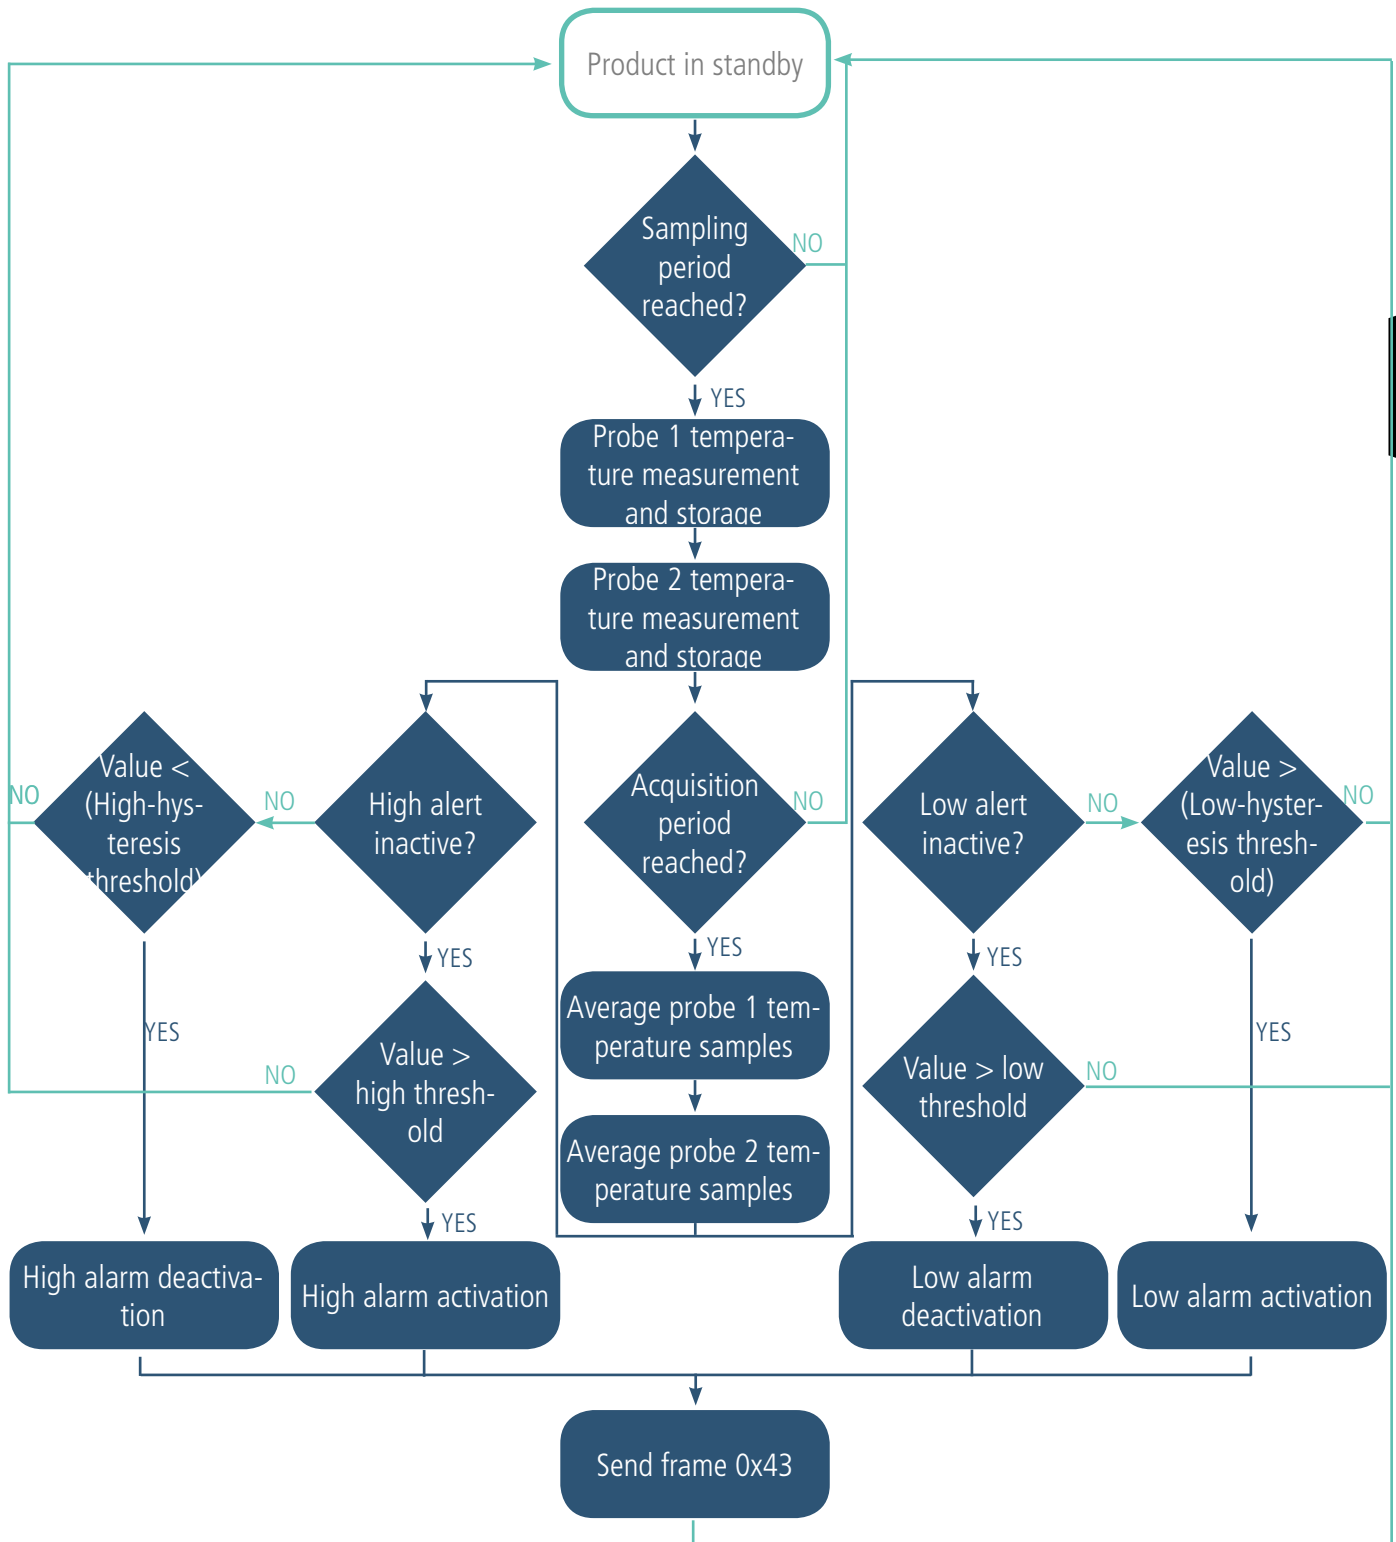 Product in standby
Sampling
period
reached?
NO
YES
Probe 1 tempera-
ture measurement
and storage
Probe 2 tempera-
ture measurement
and storage
Value <
(High-hys-
teresis
threshold)
NO
NO
High alert
inactive?
Acquisition
period
reached?
NO
Low alert
inactive?
NO
Value >
(Low-hyster-
esis thresh-
old)
NO
YES
YES
YES
Average probe 1 tem-
perature samples
YES
YES
Value >
high thresh-
old
NO
Value > low
threshold
NO
Average probe 2 tem-
perature samples
YES
YES
High alarm deactiva-
tion
High alarm activation
Low alarm
deactivation
Low alarm activation
Send frame 0x43